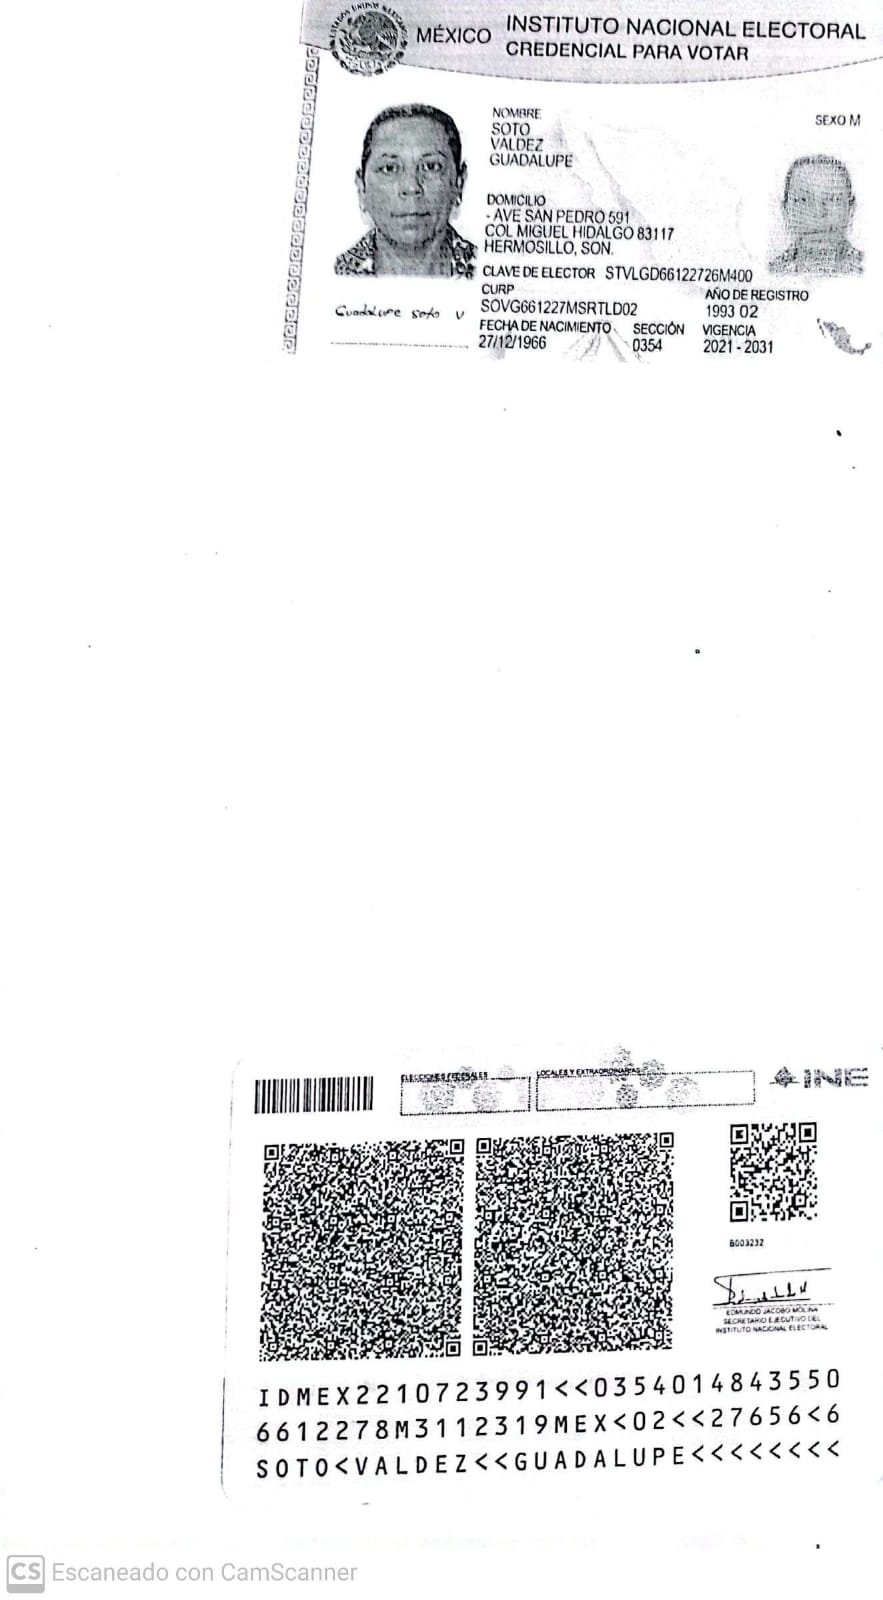 ESTADOS UNIDOS MEXICANOS
MÉXICO
INSTITUTO NACIONAL ELECTORAL
CREDENCIAL PARA VOTAR
NOMBRE
SOTO
VALDEZ
GUADALUPE
SEXO M
DOMICILIO
- AVE SAN PEDRO 591
COL MIGUEL HIDALGO 83117
HERMOSILLO, SON.
CLAVE DE ELECTOR STVLGD66122726M400
CURP
SOVG661227MSRTLD02
AÑO DE REGISTRO
1993 02
FECHA DE NACIMIENTO
27/12/1966
SECCIÓN
0354
VIGENCIA
2021 - 2031
Guadalupe soto V
ELECCIONES FEDERALES
LOCALES Y EXTRAORDINARIAS
INE
EDMUNDO JACOBO MOLINA
SECRETARIO EJECUTIVO DEL
INSTITUTO NACIONAL ELECTORAL
IDMEX2210723991<<0354014843550
6612278M3112319MEX<02<<27656<6
SOTO<VALDEZ<<GUADALUPE<<<<<<<<
CS Escaneado con CamScanner